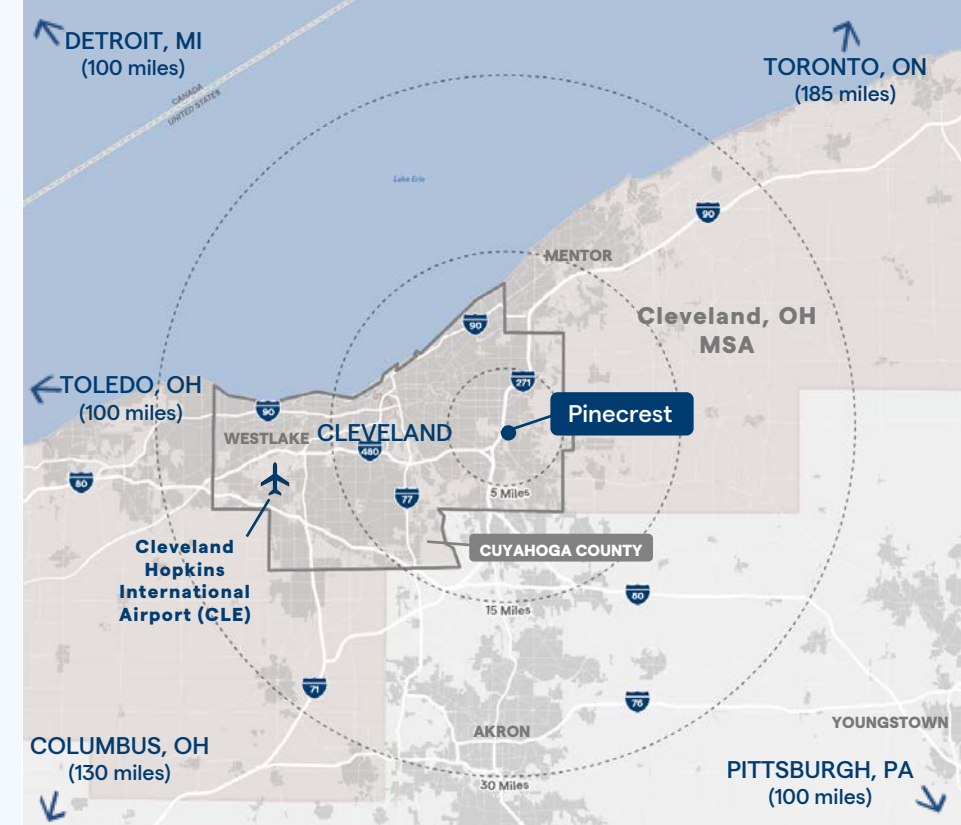 DETROIT, MI
(100 miles)
TORONTO, ON
(185 miles)
CANADA
UNITED STATES
Lake Erie
90
MENTOR
Cleveland, OH
MSA
90
271
TOLEDO, OH
(100 miles)
90
Pinecrest
WESTLAKE
CLEVELAND
480
80
77
5 Miles
Cleveland
Hopkins
International
Airport (CLE)
CUYAHOGA COUNTY
80
15 Miles
71
76
AKRON
YOUNGSTOWN
COLUMBUS, OH
(130 miles)
30 Miles
PITTSBURGH, PA
(100 miles)